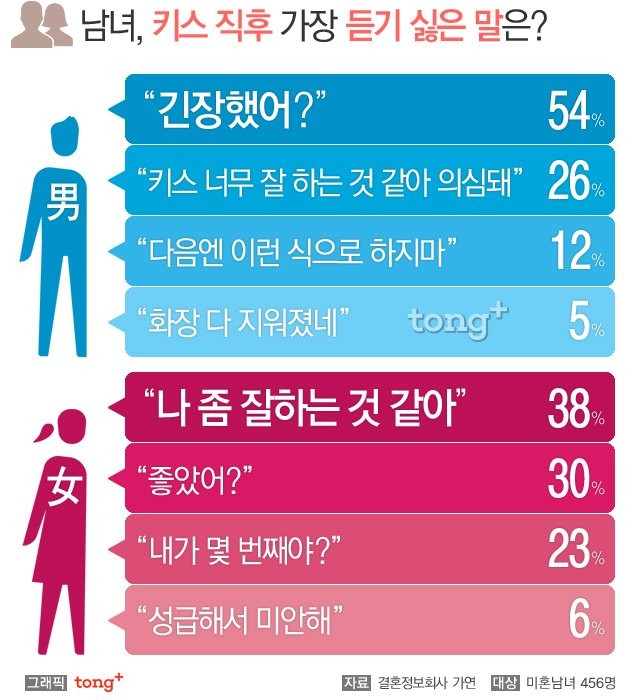 남녀, 키스 직후 가장 듣기 싫은 말은?
男
“긴장했어?” 54%
“키스 너무 잘 하는 것 같아 의심돼” 26%
“다음엔 이런 식으로 하지마” 12%
“화장 다 지워졌네” tong+ 5%
女
“나 좀 잘하는 것 같아” 38%
“좋았어?” 30%
“내가 몇 번째야?” 23%
“성급해서 미안해” 6%
그래픽 tong+ 자료 결혼정보회사 가연 대상 미혼남녀 456명